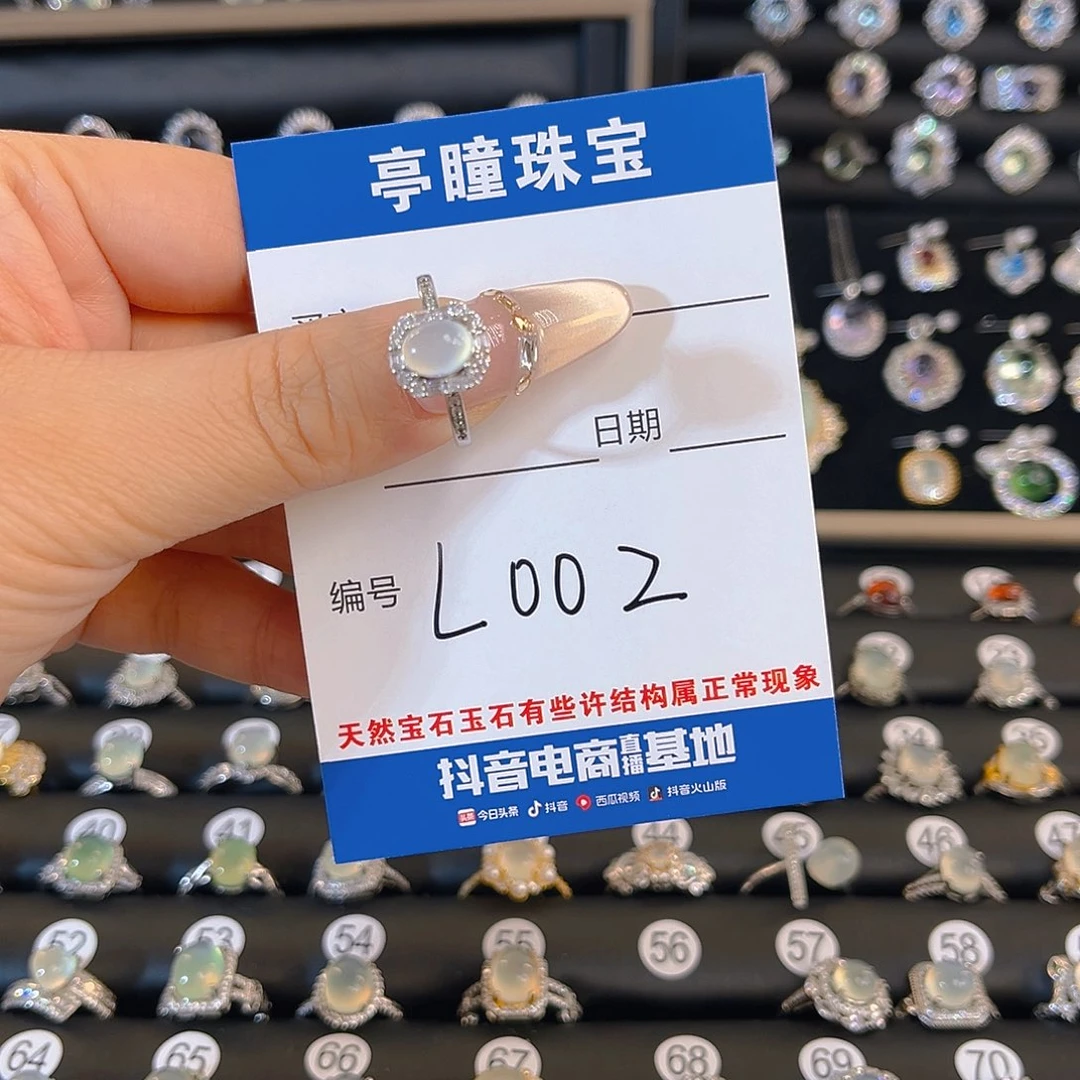 亭瞳珠宝
日期
编号 L002
天然宝石玉石有些许结构属正常现象
抖音电商直播基地
头条 今日头条 抖音 西瓜视频 抖音火山版
40 41 44 45 46 47
52 53 54 55 56 57 58
64 65 66 67 68 69 70